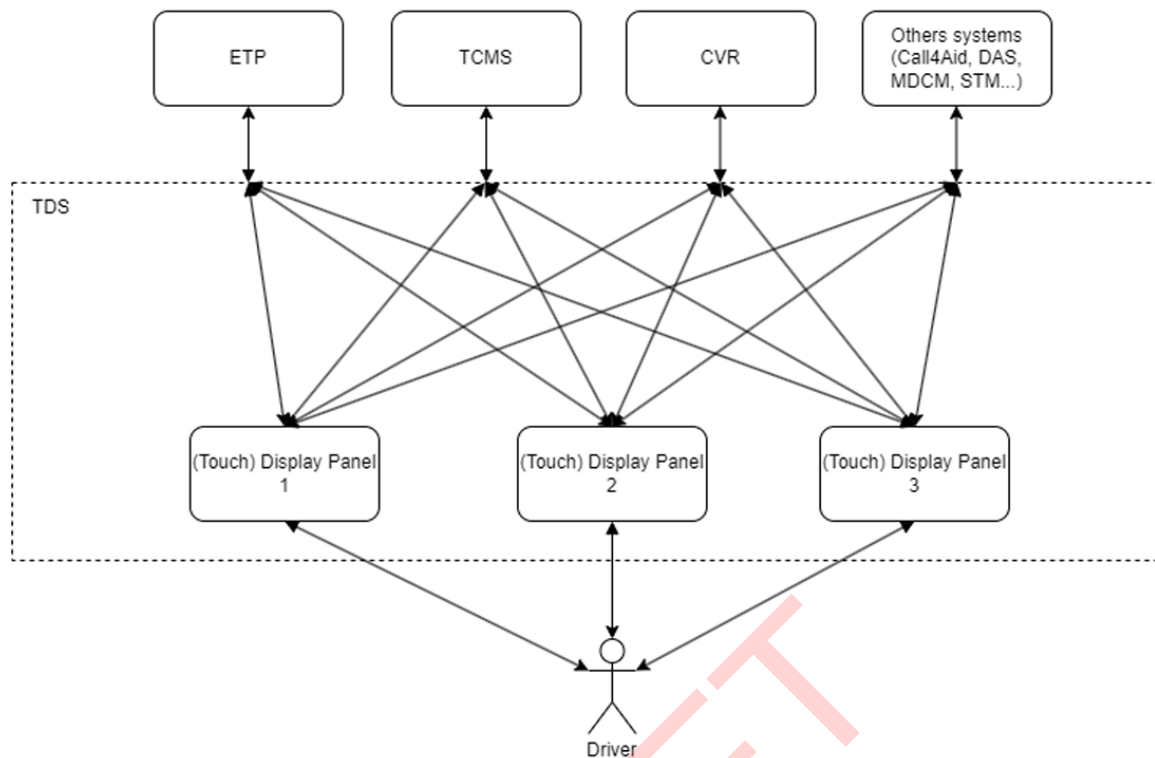 ETP
TCMS
CVR
Others systems
(Call4Aid, DAS,
MDCM, STM...)
TDS
(Touch) Display Panel
1
(Touch) Display Panel
2
(Touch) Display Panel
3
Driver